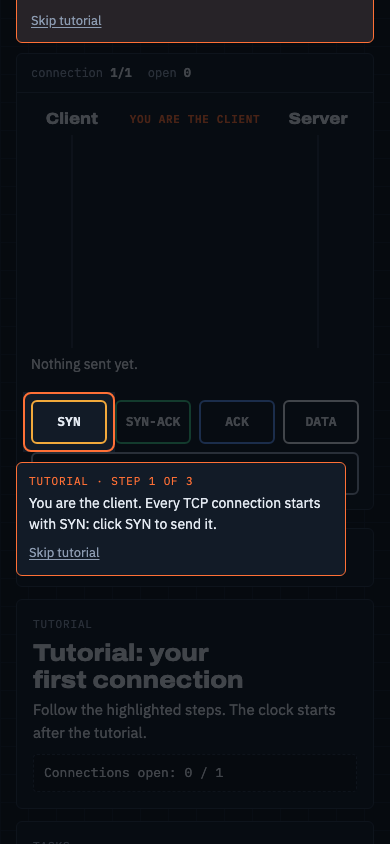 Skip tutorial
connection 1/1 open 0
Client YOU ARE THE CLIENT Server
Nothing sent yet.
SYN SYN-ACK ACK DATA
TUTORIAL · STEP 1 OF 3
You are the client. Every TCP connection starts
with SYN: click SYN to send it.
Skip tutorial
TUTORIAL
Tutorial: your
first connection
Follow the highlighted steps. The clock starts
after the tutorial.
Connections open: 0 / 1